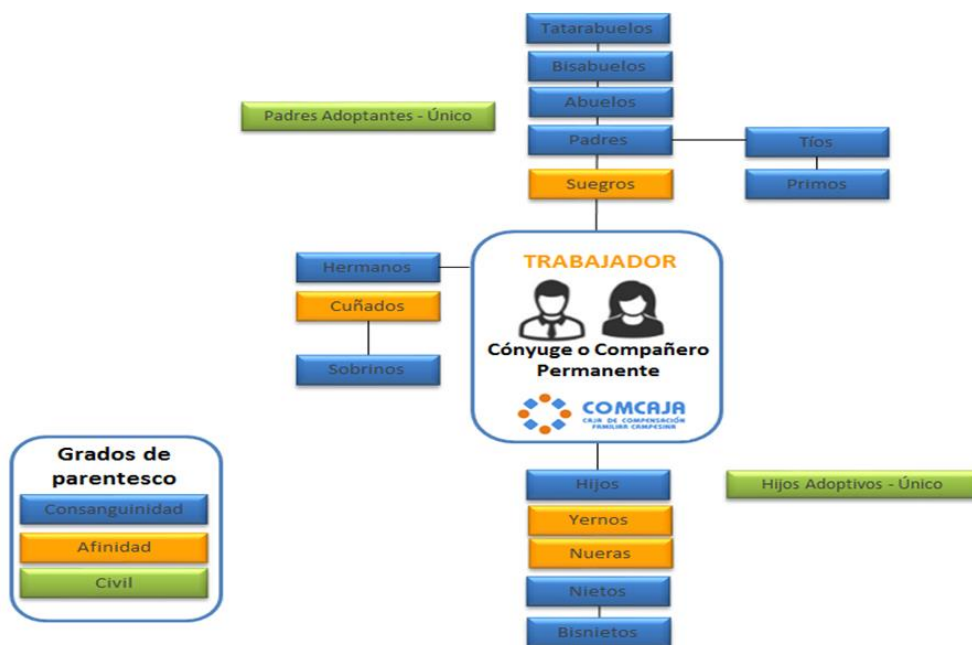 Tatarabuelos
Bisabuelos
Abuelos
Padres Adoptantes - Único
Padres
Tíos
Suegros
Primos
TRABAJADOR
Hermanos
Cuñados
Sobrinos
Cónyuge o Compañero
Permanente
COMCAJA
CAJA DE COMPENSACIÓN
FAMILIAR CAMPESINA
Grados de
parentesco
Consanguinidad
Afinidad
Civil
Hijos
Hijos Adoptivos - Único
Yernos
Nueras
Nietos
Bisnietos